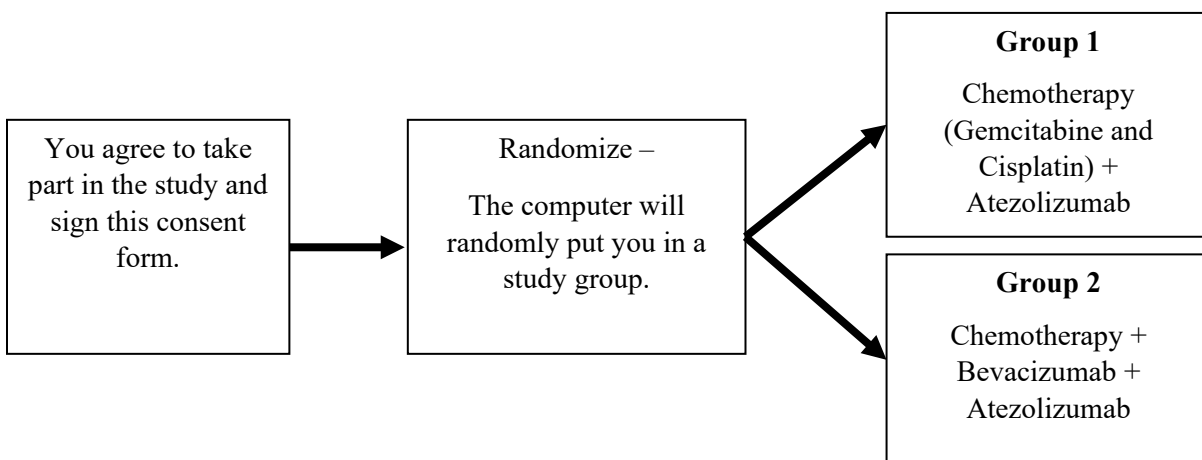 You agree to take
part in the study and
sign this consent
form.
Randomize –
The computer will
randomly put you in a
study group.
Group 1
Chemotherapy
(Gemcitabine and
Cisplatin) +
Atezolizumab
Group 2
Chemotherapy +
Bevacizumab +
Atezolizumab